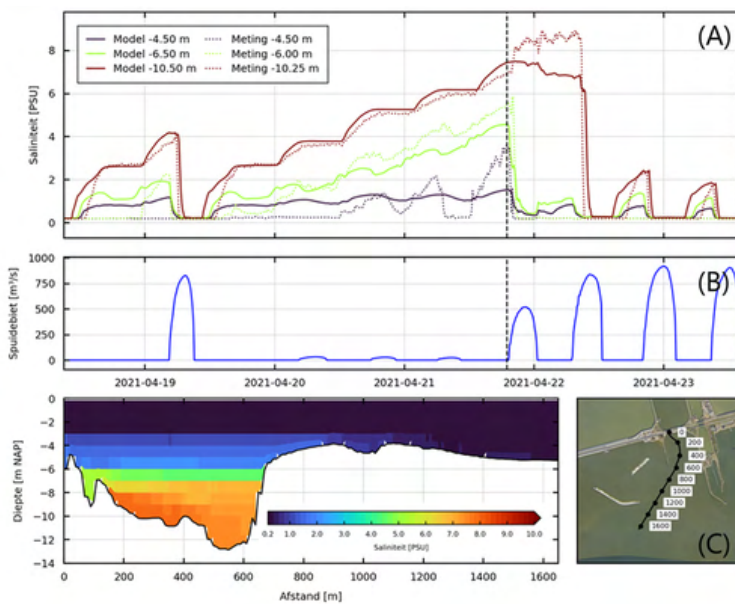 (A)
Model -4.50 m
Meting -4.50 m
Model -6.50 m
Meting -6.00 m
Model -10.50 m
Meting -10.25 m
8
6
4
2
0
Saliniteit [PSU]
(B)
1000
750
500
250
0
Spuidebiet [m³/s]
2021-04-19 2021-04-20 2021-04-21 2021-04-22 2021-04-23
0
−2
−4
−6
−8
−10
−12
−14
Diepte [m NAP]
0.2 1.0 2.0 3.0 4.0 5.0 6.0 7.0 8.0 9.0 10.0
Saliniteit [PSU]
0 200 400 600 800 1000 1200 1400 1600
Afstand [m]
0
200
400
600
800
1000
1200
1400
1600
(C)